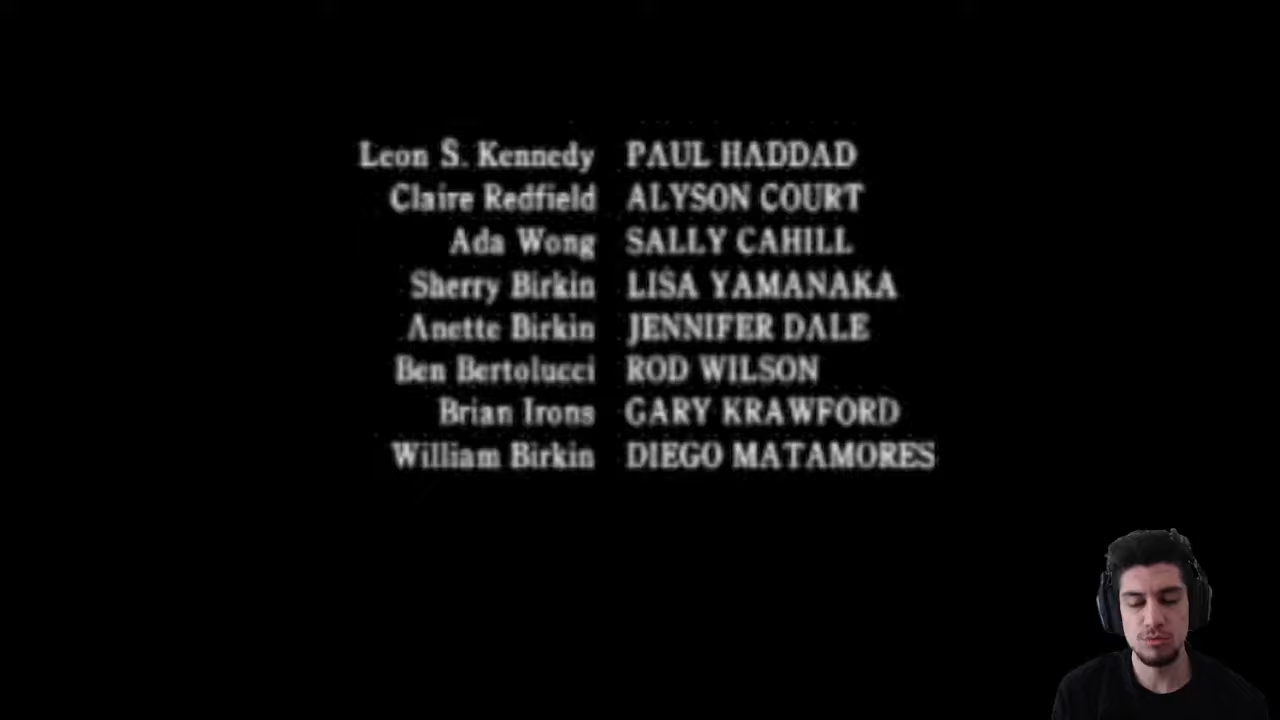 Leon S. Kennedy PAUL HADDAD
Claire Redfield ALYSON COURT
Ada Wong SALLY CAHILL
Sherry Birkin LISA YAMANAKA
Anette Birkin JENNIFER DALE
Ben Bertolucci ROD WILSON
Brian Irons GARY KRAWFORD
William Birkin DIEGO MATAMORES